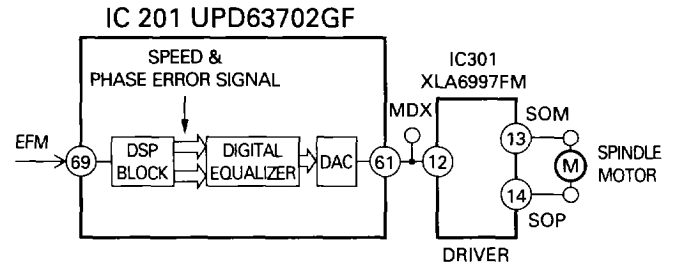 IC 201 UPD63702GF
SPEED &
PHASE ERROR SIGNAL
IC301
XLA6997FM
MDX
SOM
EFM
69
DSP
BLOCK
DIGITAL
EQUALIZER
DAC
61
12
13
M
SPINDLE
MOTOR
14
SOP
DRIVER